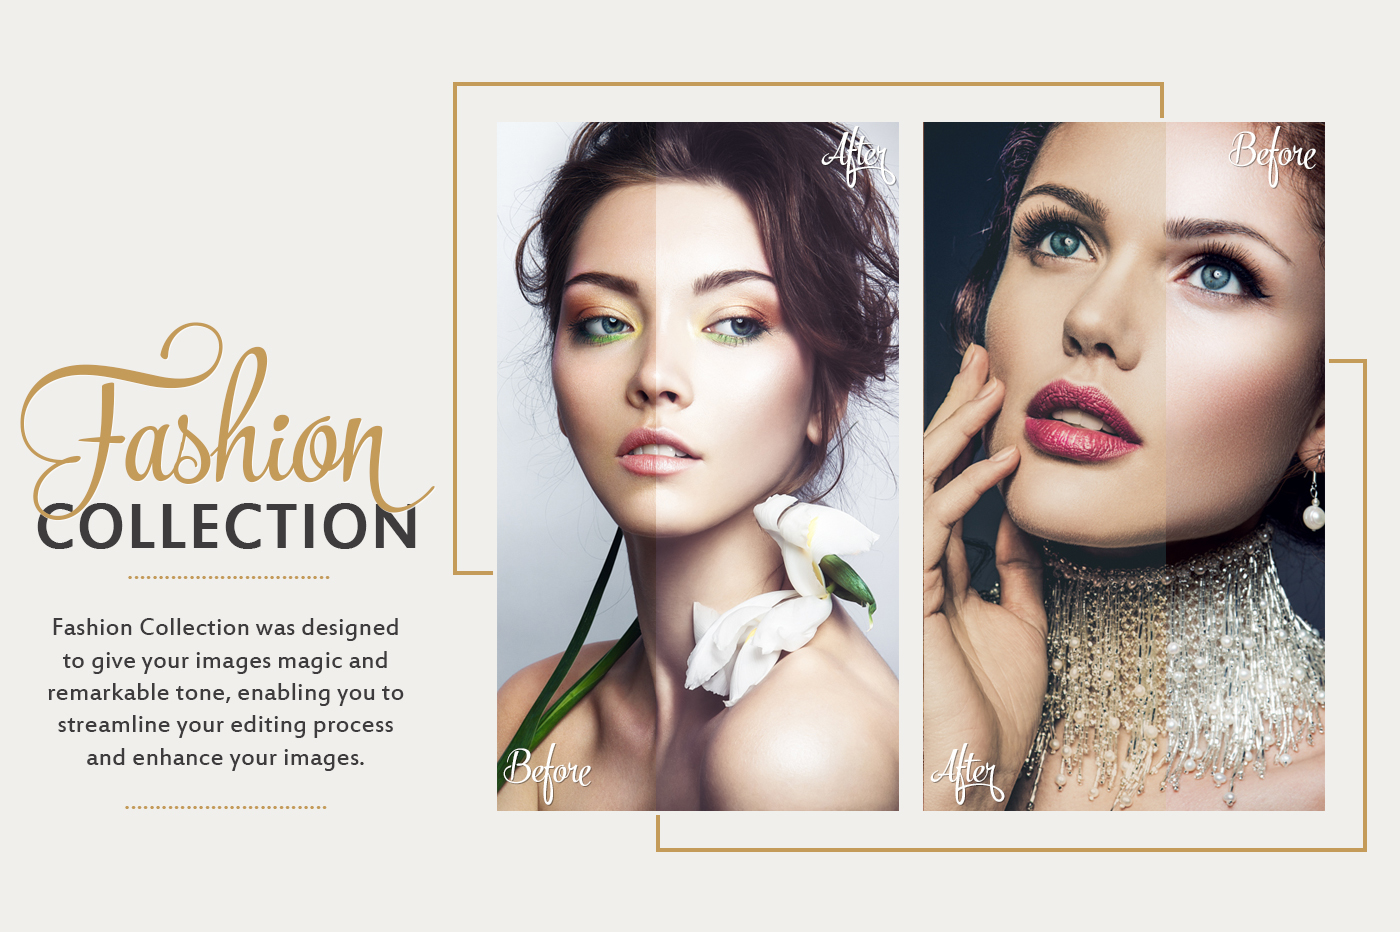 Fashion
COLLECTION
Fashion Collection was designed
to give your images magic and
remarkable tone, enabling you to
streamline your editing process
and enhance your images.
After
Before
Before
After